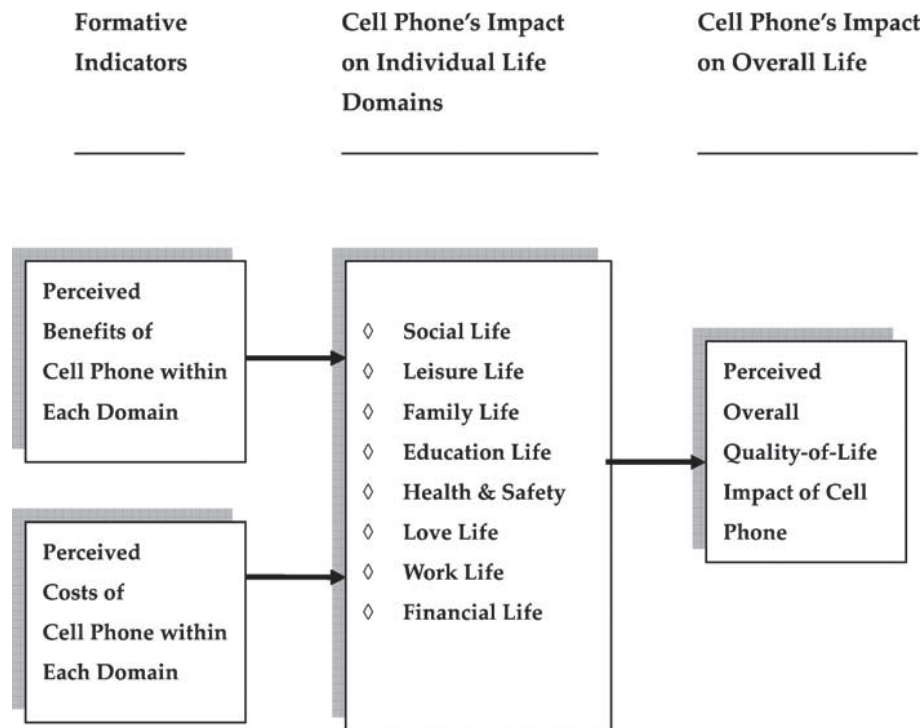 Formative
Indicators
Cell Phone’s Impact
on Individual Life
Domains
Cell Phone’s Impact
on Overall Life
Perceived
Benefits of
Cell Phone within
Each Domain
Perceived
Costs of
Cell Phone within
Each Domain
◊ Social Life
◊ Leisure Life
◊ Family Life
◊ Education Life
◊ Health & Safety
◊ Love Life
◊ Work Life
◊ Financial Life
Perceived
Overall
Quality-of-Life
Impact of Cell
Phone